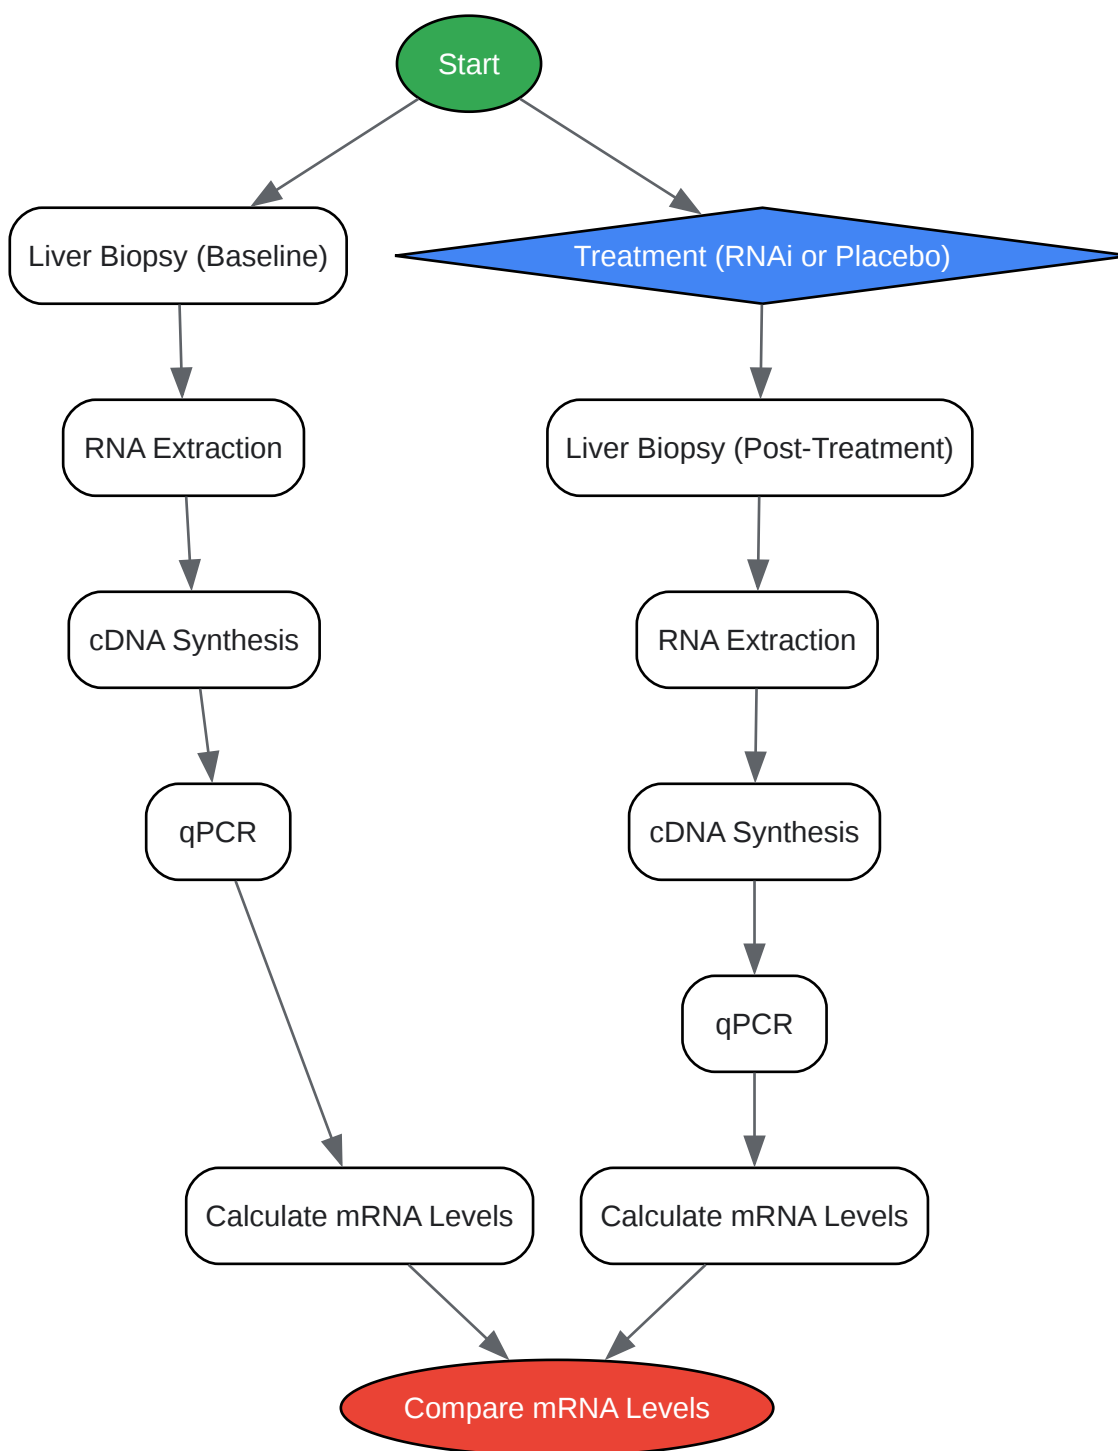 Start
Liver Biopsy (Baseline)
Treatment (RNAi or Placebo)
RNA Extraction
Liver Biopsy (Post-Treatment)
cDNA Synthesis
RNA Extraction
qPCR
cDNA Synthesis
qPCR
Calculate mRNA Levels
Calculate mRNA Levels
Compare mRNA Levels